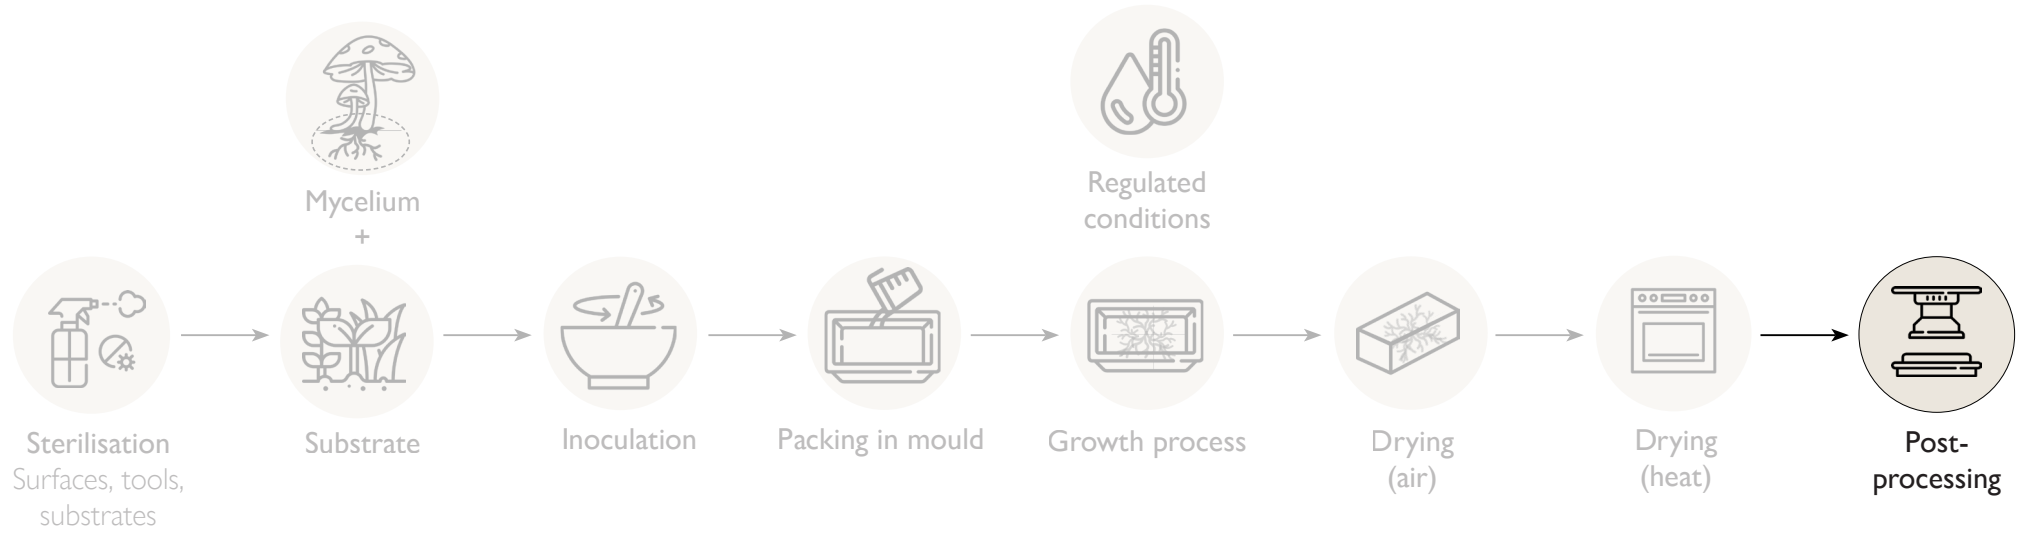 Mycelium
+
Regulated
conditions
Sterilisation
Surfaces, tools,
substrates
Substrate
Inoculation
Packing in mould
Growth process
Drying
(air)
Drying
(heat)
Post-
processing